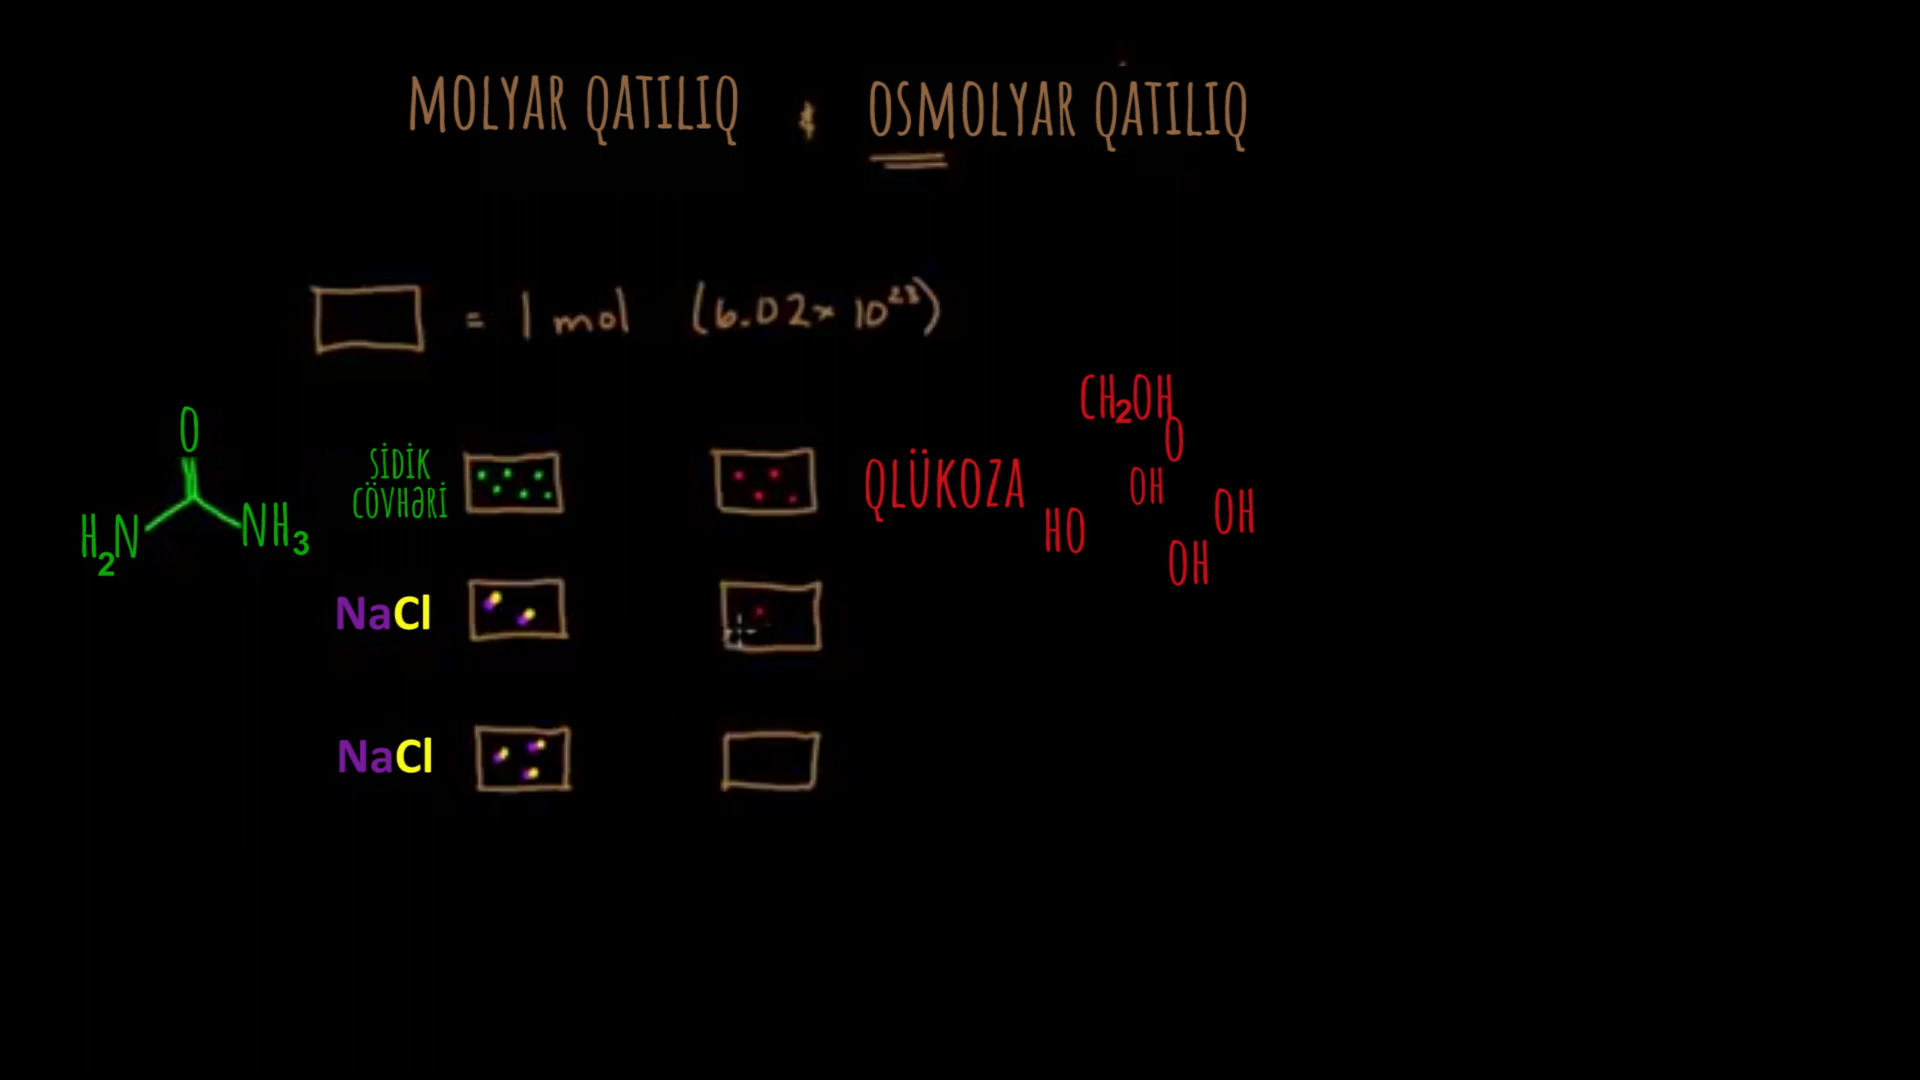 MOLYAR QATILIQ & OSMOLYAR QATILIQ
= 1 mol (6.02 × 10²³)
O
H₂N
NH₃
SİDİK
CÖVHƏRİ
QLÜKOZA
CH₂OH
O
OH
HO
OH
OH
NaCl
NaCl